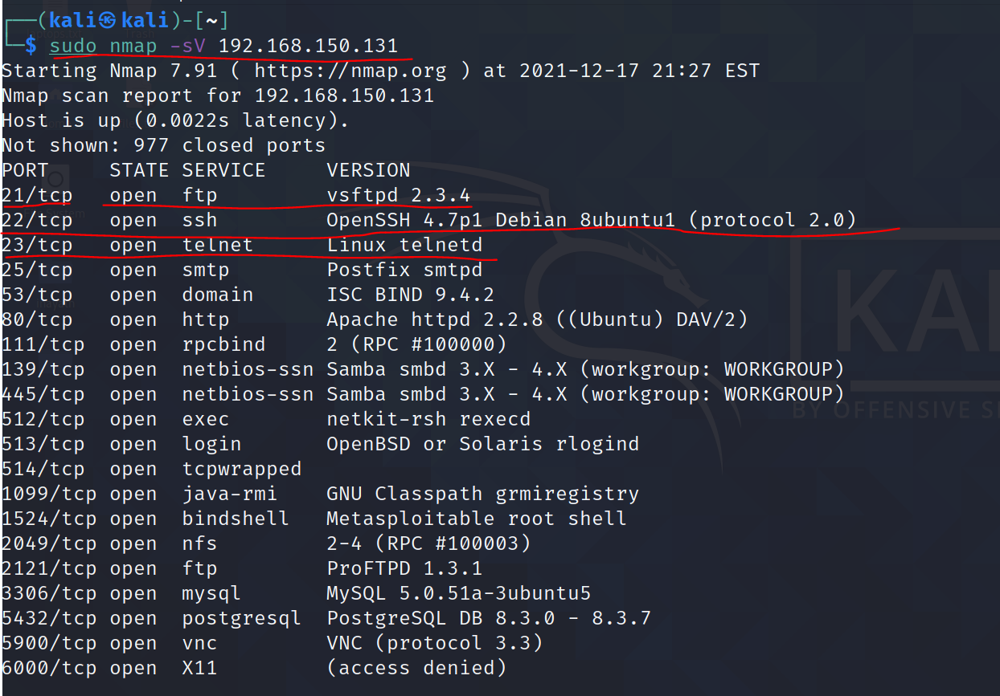 ┌──(kali㉿kali)-[~]
└─$ sudo nmap -sV 192.168.150.131
Starting Nmap 7.91 ( https://nmap.org ) at 2021-12-17 21:27 EST
Nmap scan report for 192.168.150.131
Host is up (0.0022s latency).
Not shown: 977 closed ports
PORT     STATE SERVICE     VERSION
21/tcp   open  ftp         vsftpd 2.3.4
22/tcp   open  ssh         OpenSSH 4.7p1 Debian 8ubuntu1 (protocol 2.0)
23/tcp   open  telnet      Linux telnetd
25/tcp   open  smtp        Postfix smtpd
53/tcp   open  domain      ISC BIND 9.4.2
80/tcp   open  http        Apache httpd 2.2.8 ((Ubuntu) DAV/2)
111/tcp  open  rpcbind     2 (RPC #100000)
139/tcp  open  netbios-ssn Samba smbd 3.X - 4.X (workgroup: WORKGROUP)
445/tcp  open  netbios-ssn Samba smbd 3.X - 4.X (workgroup: WORKGROUP)
512/tcp  open  exec        netkit-rsh rexecd
513/tcp  open  login       OpenBSD or Solaris rlogind
514/tcp  open  tcpwrapped
1099/tcp open  java-rmi    GNU Classpath grmiregistry
1524/tcp open  bindshell   Metasploitable root shell
2049/tcp open  nfs         2-4 (RPC #100003)
2121/tcp open  ftp         ProFTPD 1.3.1
3306/tcp open  mysql       MySQL 5.0.51a-3ubuntu5
5432/tcp open  postgresql  PostgreSQL DB 8.3.0 - 8.3.7
5900/tcp open  vnc         VNC (protocol 3.3)
6000/tcp open  X11         (access denied)
KA
BY OFFENSIVE S